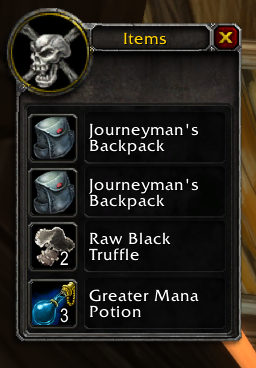 Items
Journeyman's
Backpack
Journeyman's
Backpack
2
Raw Black
Truffle
3
Greater Mana
Potion